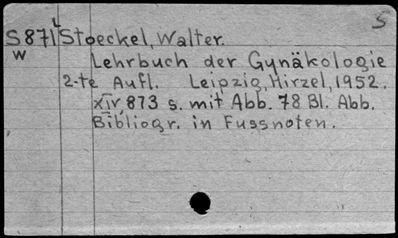 S
S871L Stoeckel, Walter.
W
Lehrbuch der Gynäkologie
2-te Aufl. Leipzig, Hirzel, 1952.
XIV, 873 s. mit Abb. 78 Bl. Abb.
Bibliogr. in Fussnoten.